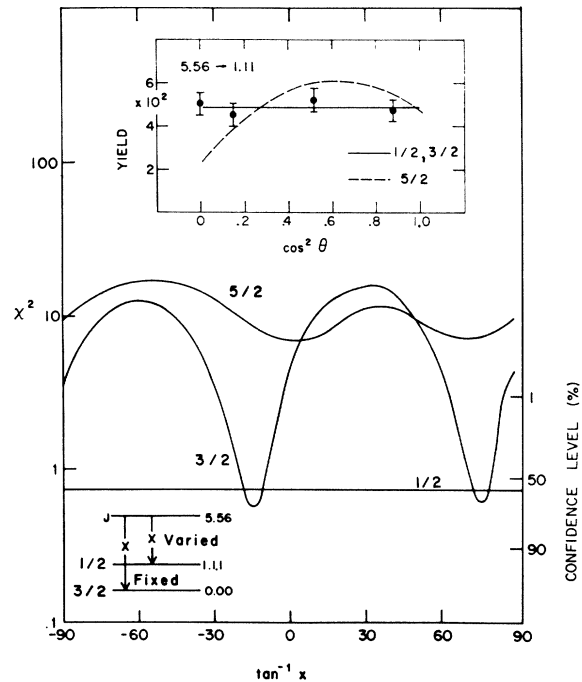 5.56 → 1.11
6
x 10²
4
2
YIELD
1/2, 3/2
5/2
0 .2 .4 .6 .8 1.0
cos² θ
100
χ² 10
1
.1
5/2
3/2
1/2
1
50
90
CONFIDENCE LEVEL (%)
J 5.56
x x Varied
1/2 1.1.1
Fixed
3/2 0.00
-90 -60 -30 0 30 60 90
tan⁻¹ x